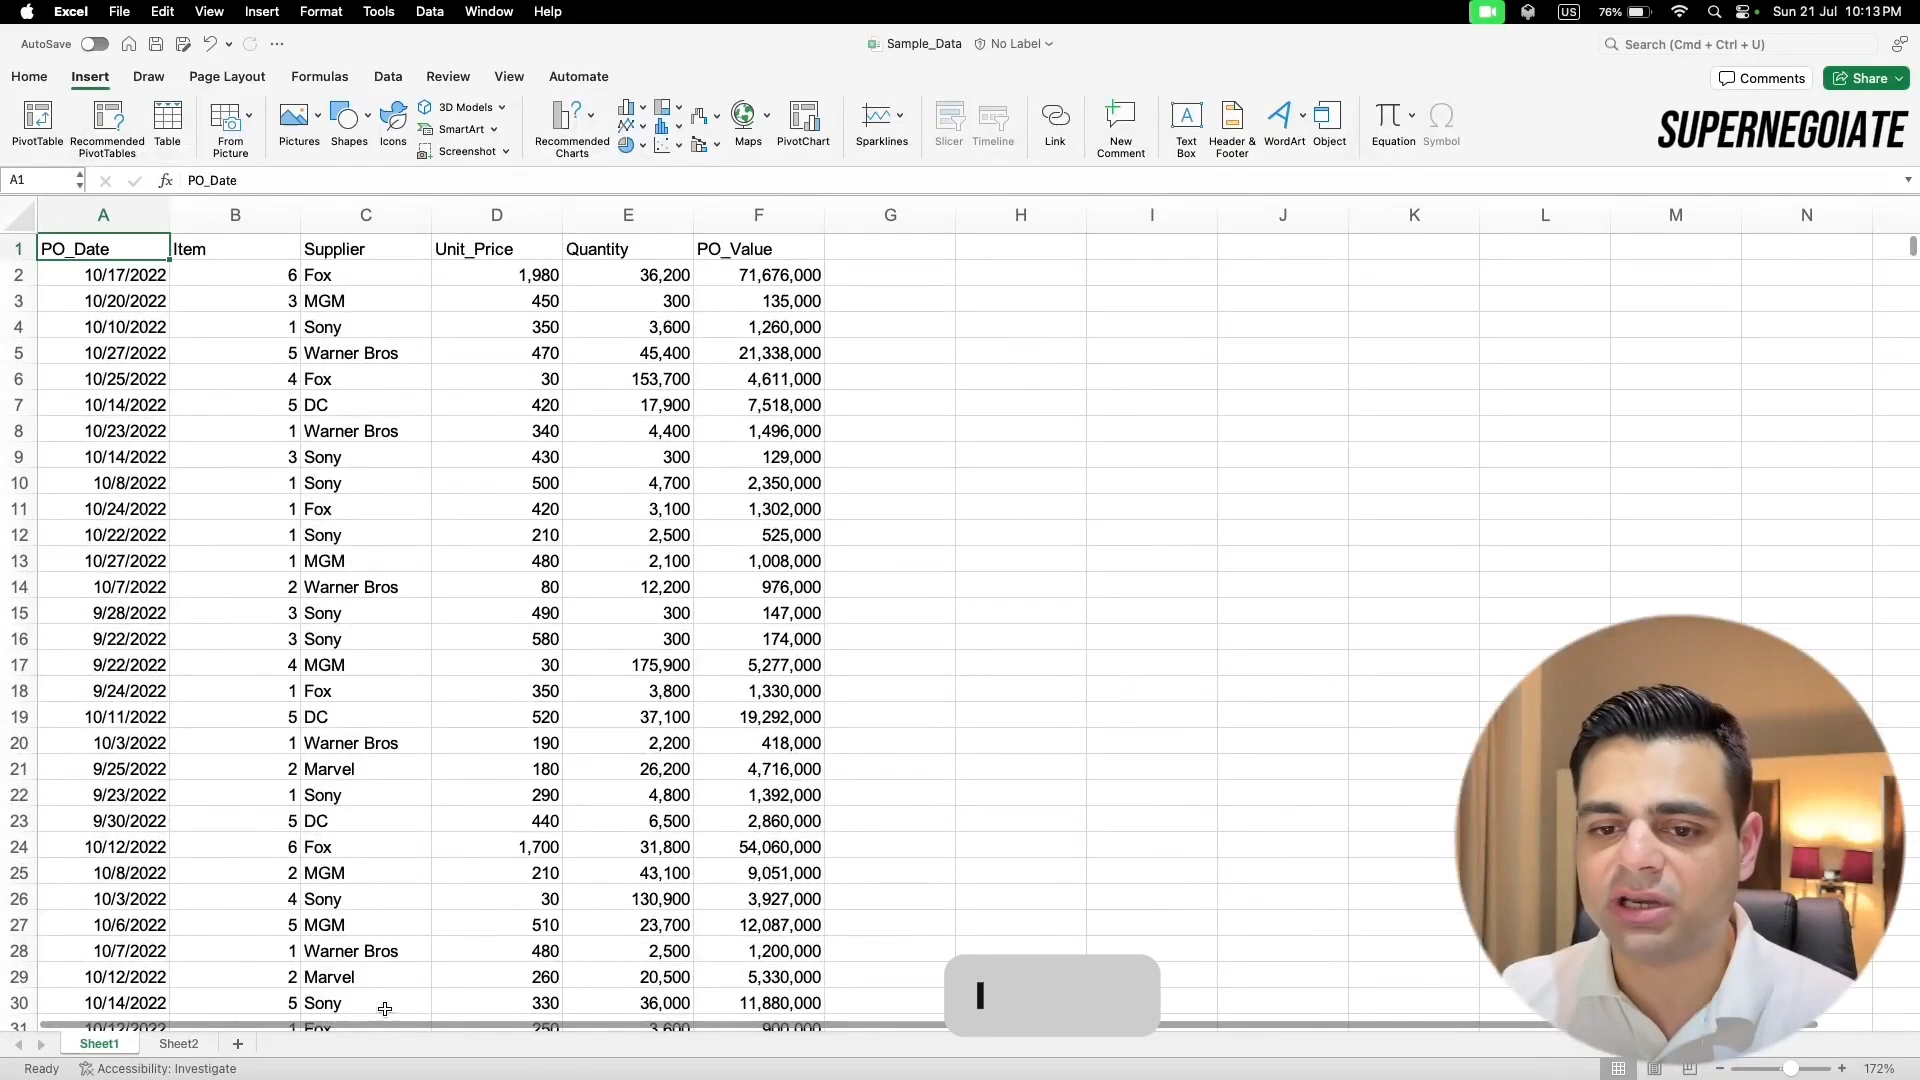 Excel File Edit View Insert Format Tools Data Window Help US 76% Sun 21 Jul 10:13 PM
AutoSave Sample_Data No Label Search (Cmd + Ctrl + U)
Home Insert Draw Page Layout Formulas Data Review View Automate Comments Share
PivotTable Recommended PivotTables Table From Picture Pictures Shapes Icons 3D Models SmartArt Screenshot Recommended Charts Maps PivotChart Sparklines Slicer Timeline Link New Comment Text Box Header & Footer WordArt Object Equation Symbol
SUPERNEGOIATE
A1 fx PO_Date
A B C D E F G H I J K L M N
1 PO_Date Item Supplier Unit_Price Quantity PO_Value
2 10/17/2022 6 Fox 1,980 36,200 71,676,000
3 10/20/2022 3 MGM 450 300 135,000
4 10/10/2022 1 Sony 350 3,600 1,260,000
5 10/27/2022 5 Warner Bros 470 45,400 21,338,000
6 10/25/2022 4 Fox 30 153,700 4,611,000
7 10/14/2022 5 DC 420 17,900 7,518,000
8 10/23/2022 1 Warner Bros 340 4,400 1,496,000
9 10/14/2022 3 Sony 430 300 129,000
10 10/8/2022 1 Sony 500 4,700 2,350,000
11 10/24/2022 1 Fox 420 3,100 1,302,000
12 10/22/2022 1 Sony 210 2,500 525,000
13 10/27/2022 1 MGM 480 2,100 1,008,000
14 10/7/2022 2 Warner Bros 80 12,200 976,000
15 9/28/2022 3 Sony 490 300 147,000
16 9/22/2022 3 Sony 580 300 174,000
17 9/22/2022 4 MGM 30 175,900 5,277,000
18 9/24/2022 1 Fox 350 3,800 1,330,000
19 10/11/2022 5 DC 520 37,100 19,292,000
20 10/3/2022 1 Warner Bros 190 2,200 418,000
21 9/25/2022 2 Marvel 180 26,200 4,716,000
22 9/23/2022 1 Sony 290 4,800 1,392,000
23 9/30/2022 5 DC 440 6,500 2,860,000
24 10/12/2022 6 Fox 1,700 31,800 54,060,000
25 10/8/2022 2 MGM 210 43,100 9,051,000
26 10/3/2022 4 Sony 30 130,900 3,927,000
27 10/6/2022 5 MGM 510 23,700 12,087,000
28 10/7/2022 1 Warner Bros 480 2,500 1,200,000
29 10/12/2022 2 Marvel 260 20,500 5,330,000
30 10/14/2022 5 Sony 330 36,000 11,880,000
31 10/12/2022 1 Fox 250 3,600 900,000
I
Sheet1 Sheet2
Ready Accessibility: Investigate 172%